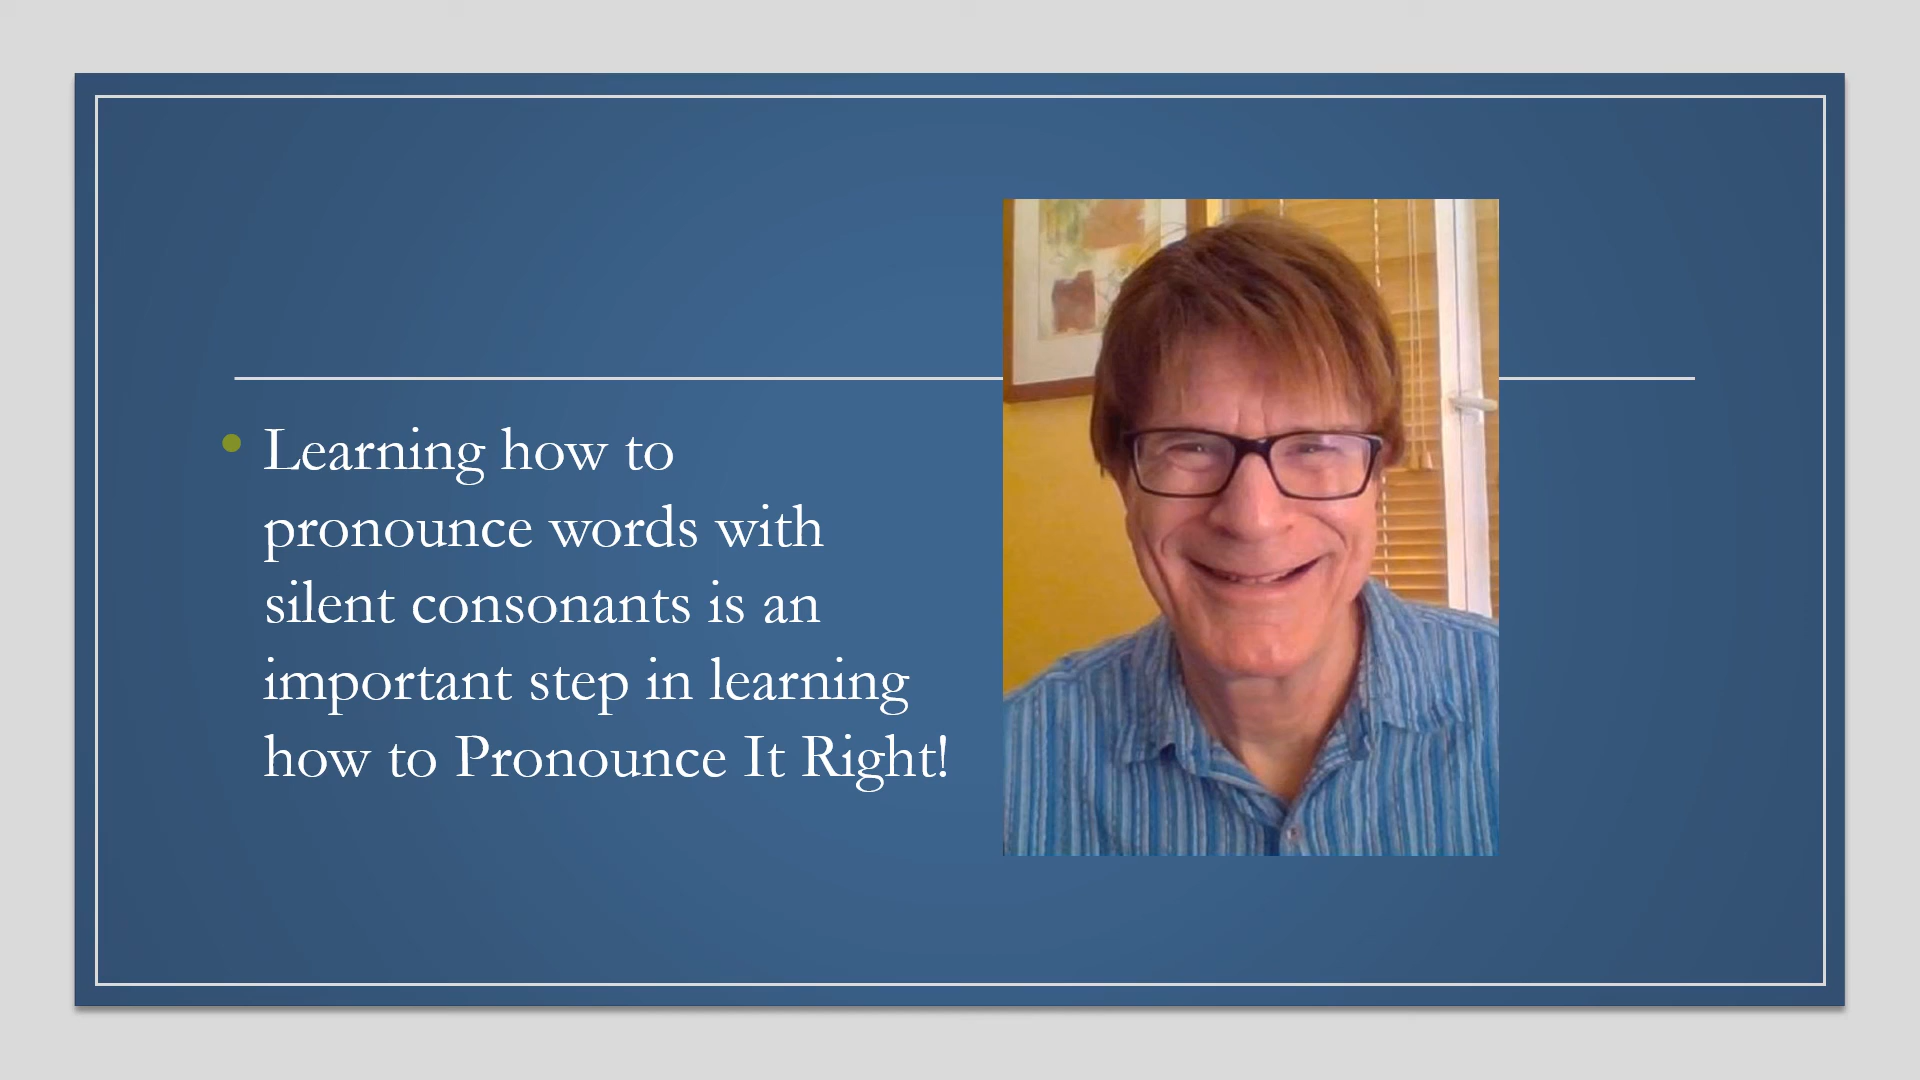 Learning how to
pronounce words with
silent consonants is an
important step in learning
how to Pronounce It Right!